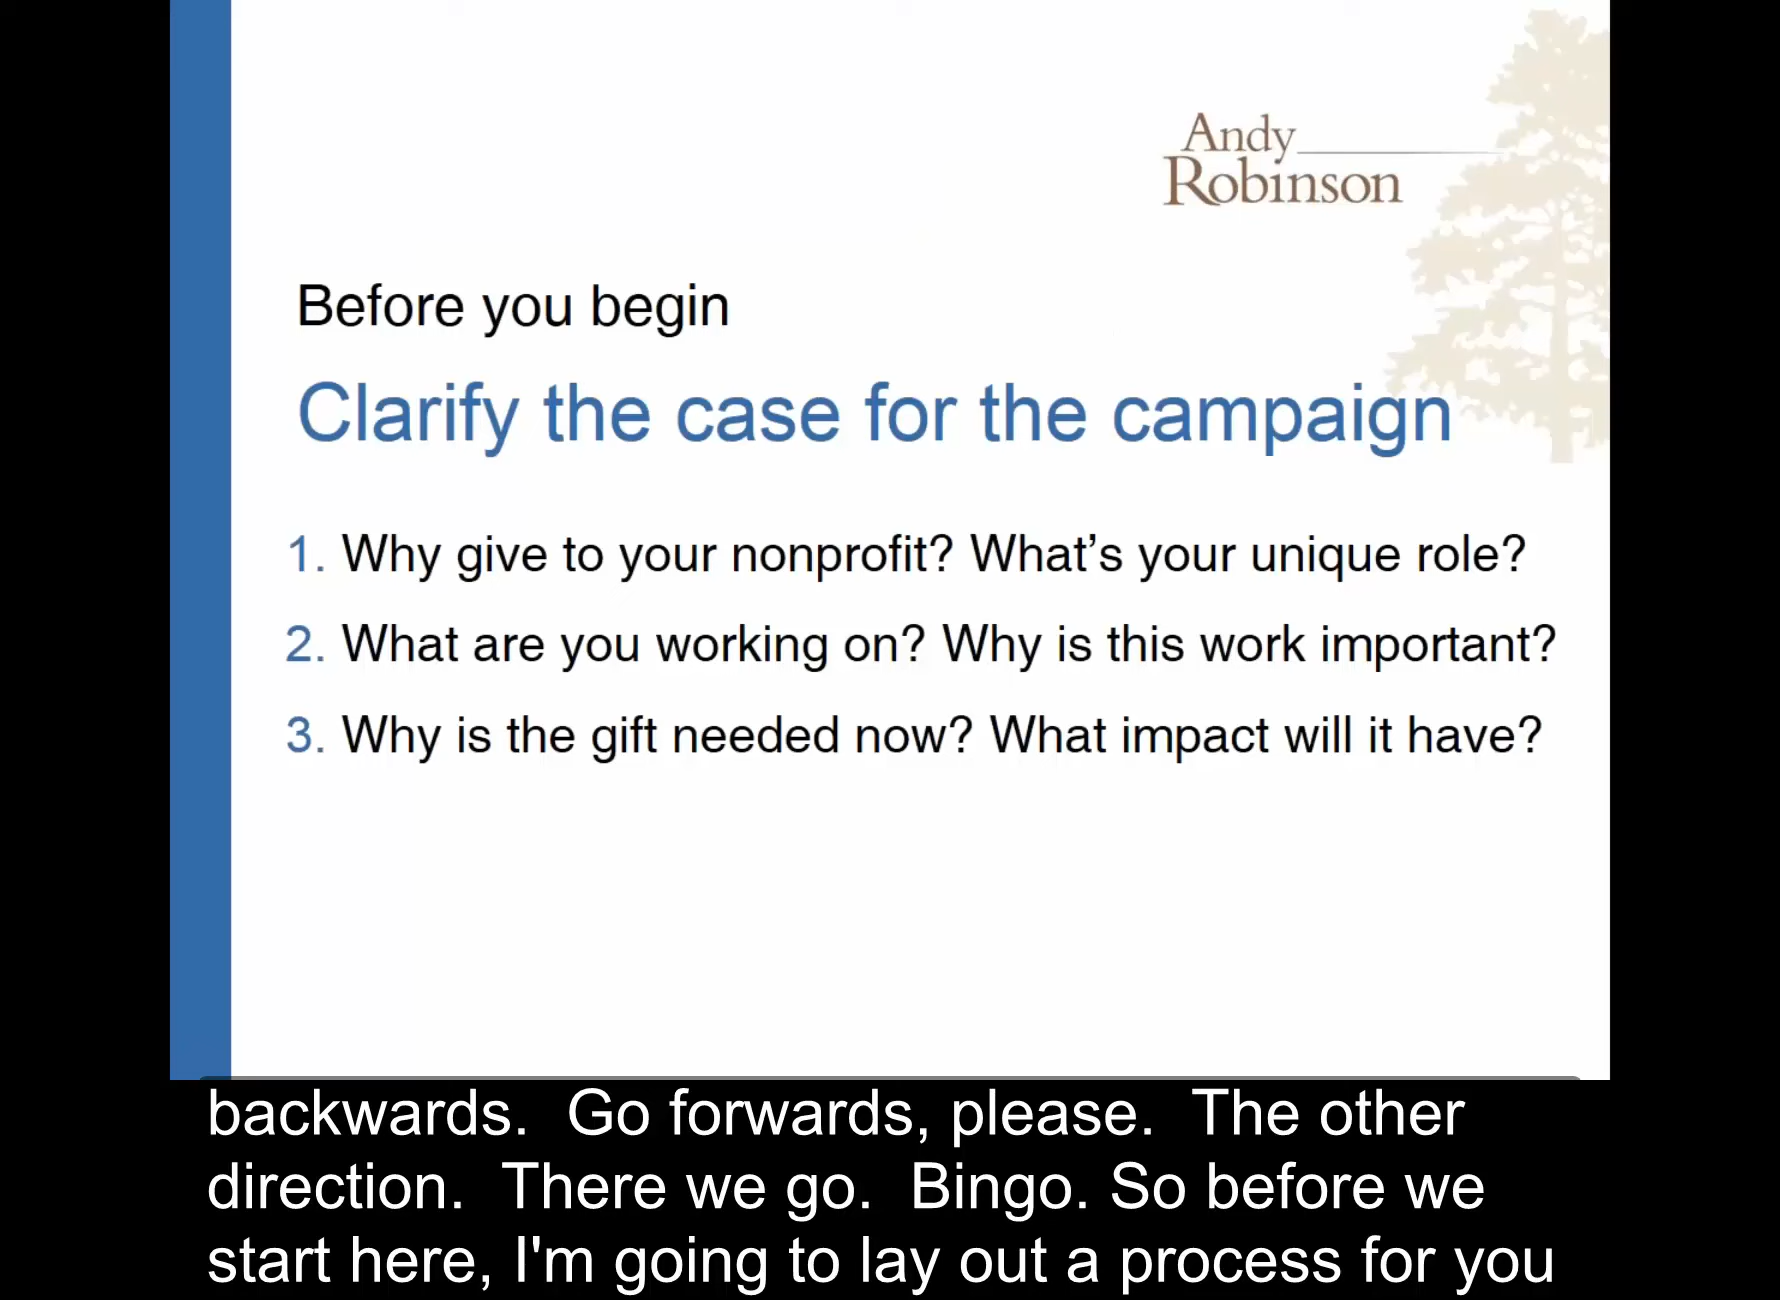 Andy
Robinson
Before you begin
Clarify the case for the campaign
1. Why give to your nonprofit? What’s your unique role?
2. What are you working on? Why is this work important?
3. Why is the gift needed now? What impact will it have?
backwards.  Go forwards, please.  The other
direction.  There we go.  Bingo. So before we
start here, I'm going to lay out a process for you